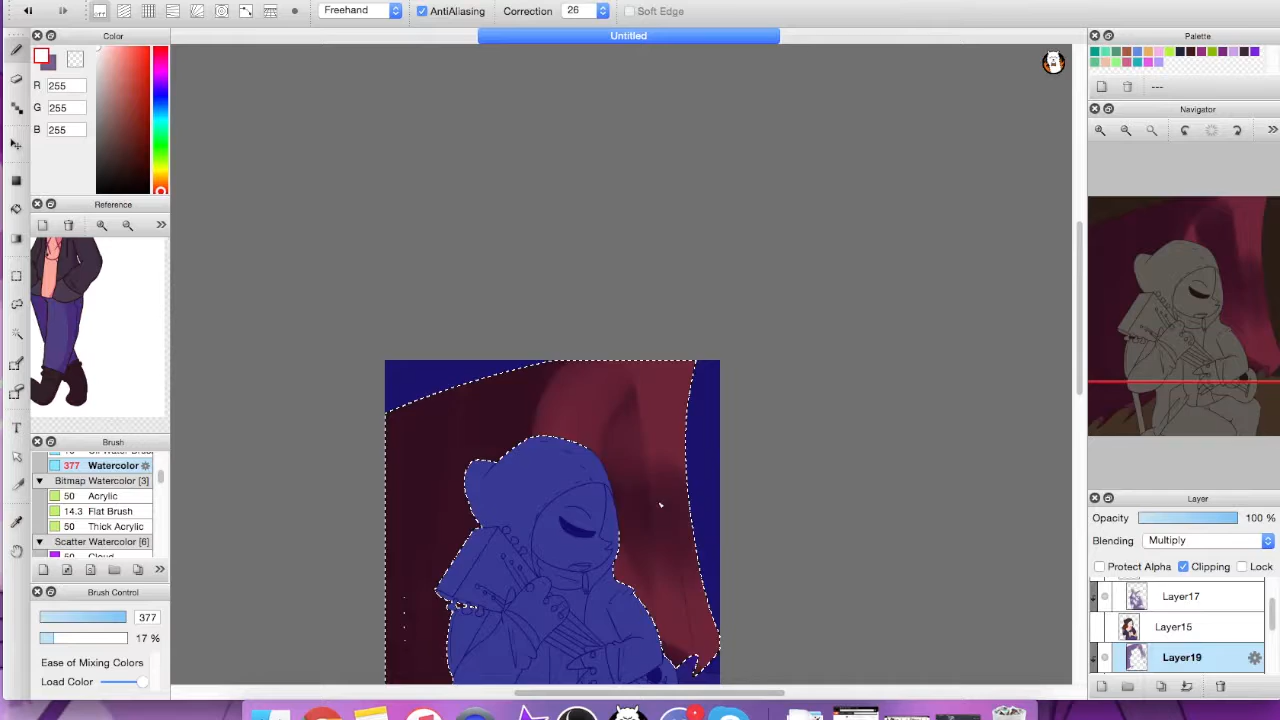 Freehand AntiAliasing Correction 26 Soft Edge
Untitled
Color
R 255
G 255
B 255
Reference
Brush
377 Watercolor
Bitmap Watercolor [3]
50 Acrylic
14.3 Flat Brush
50 Thick Acrylic
Scatter Watercolor [6]
50 Cloud
Brush Control
377
17 %
Ease of Mixing Colors
Load Color
Palette
---
Navigator
Layer
Opacity 100 %
Blending Multiply
Protect Alpha Clipping Lock
Layer17
Layer15
Layer19